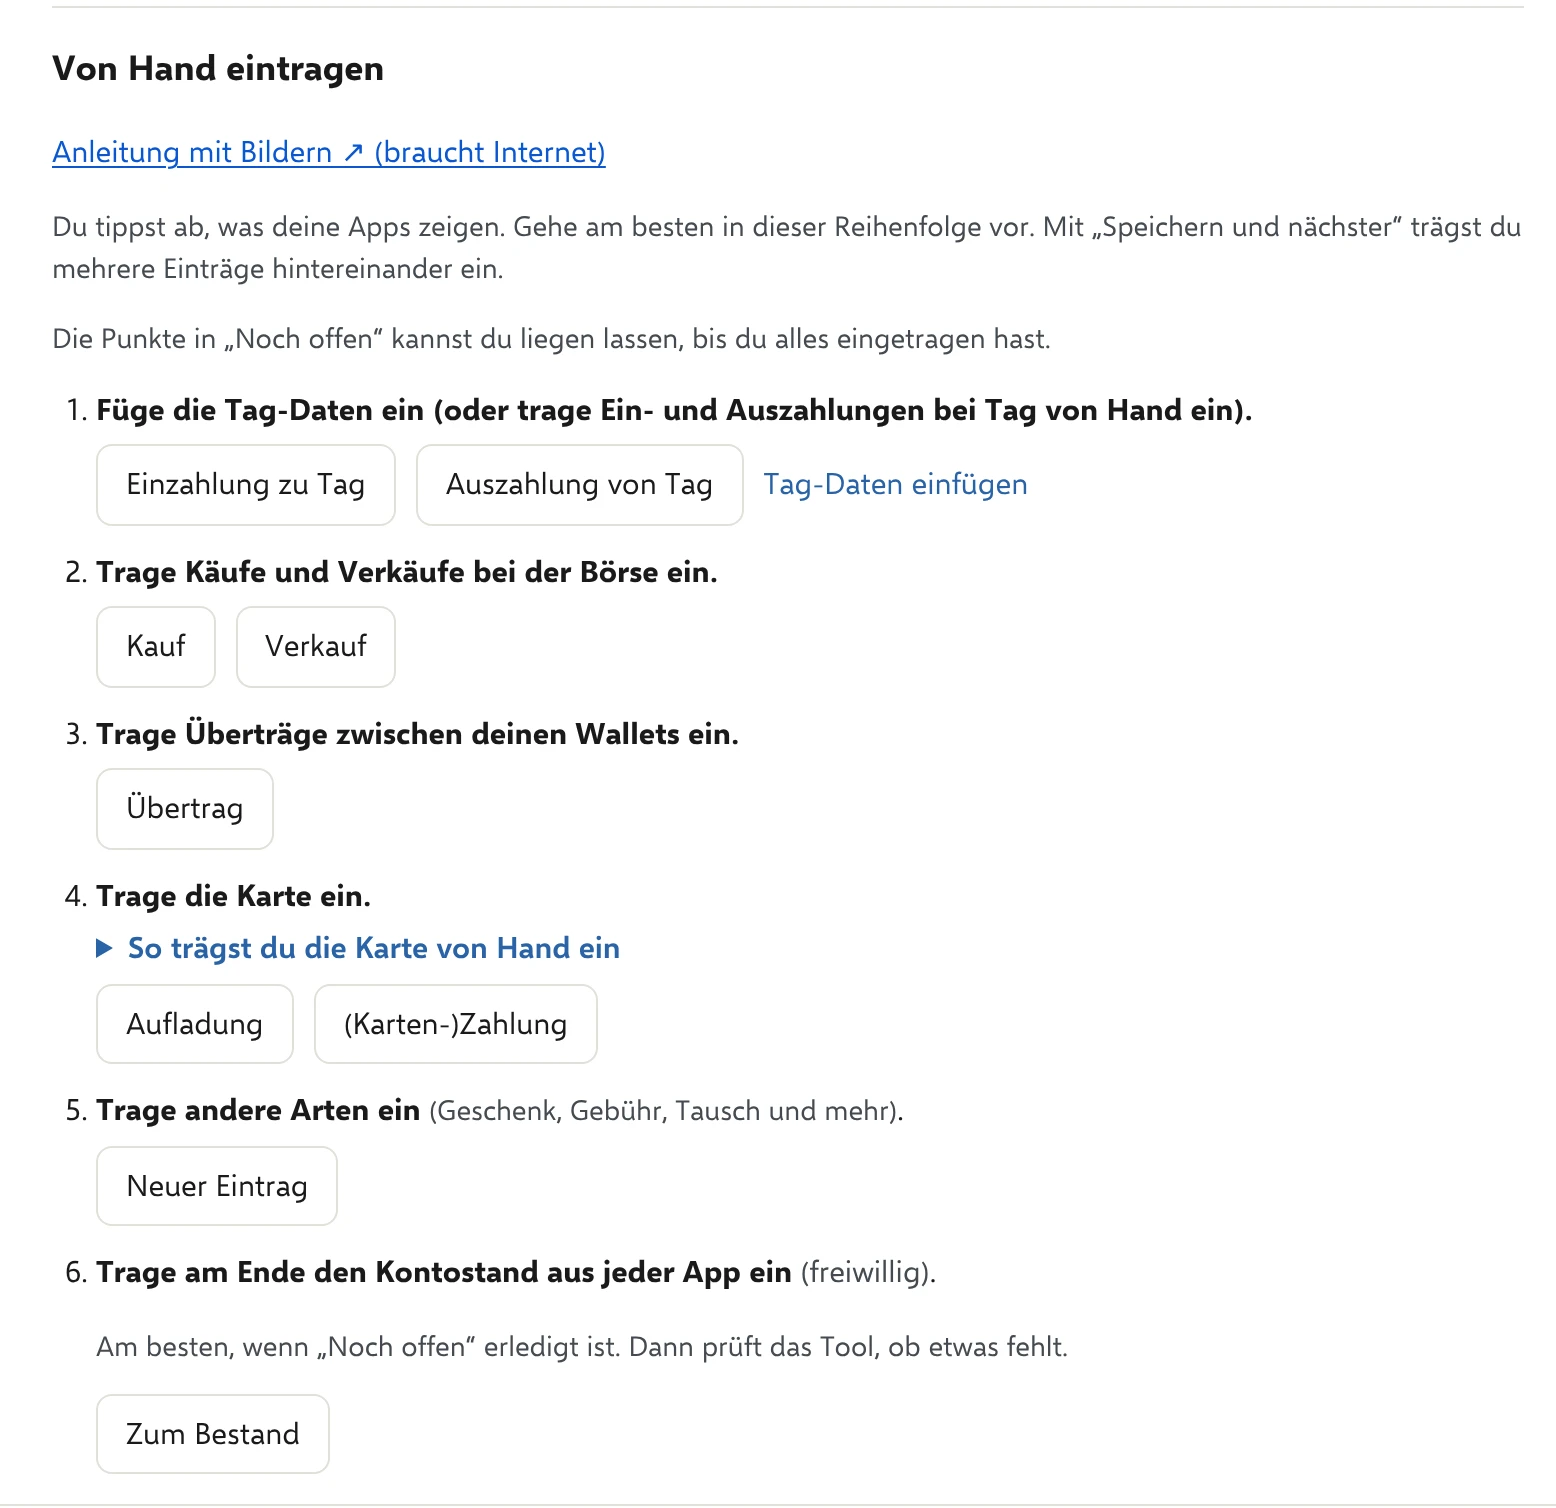 Von Hand eintragen
Anleitung mit Bildern ↗ (braucht Internet)
Du tippst ab, was deine Apps zeigen. Gehe am besten in dieser Reihenfolge vor. Mit „Speichern und nächster“ trägst du
mehrere Einträge hintereinander ein.
Die Punkte in „Noch offen“ kannst du liegen lassen, bis du alles eingetragen hast.
1. Füge die Tag-Daten ein (oder trage Ein- und Auszahlungen bei Tag von Hand ein).
Einzahlung zu Tag Auszahlung von Tag Tag-Daten einfügen
2. Trage Käufe und Verkäufe bei der Börse ein.
Kauf Verkauf
3. Trage Überträge zwischen deinen Wallets ein.
Übertrag
4. Trage die Karte ein.
▶ So trägst du die Karte von Hand ein
Aufladung (Karten-)Zahlung
5. Trage andere Arten ein (Geschenk, Gebühr, Tausch und mehr).
Neuer Eintrag
6. Trage am Ende den Kontostand aus jeder App ein (freiwillig).
Am besten, wenn „Noch offen“ erledigt ist. Dann prüft das Tool, ob etwas fehlt.
Zum Bestand